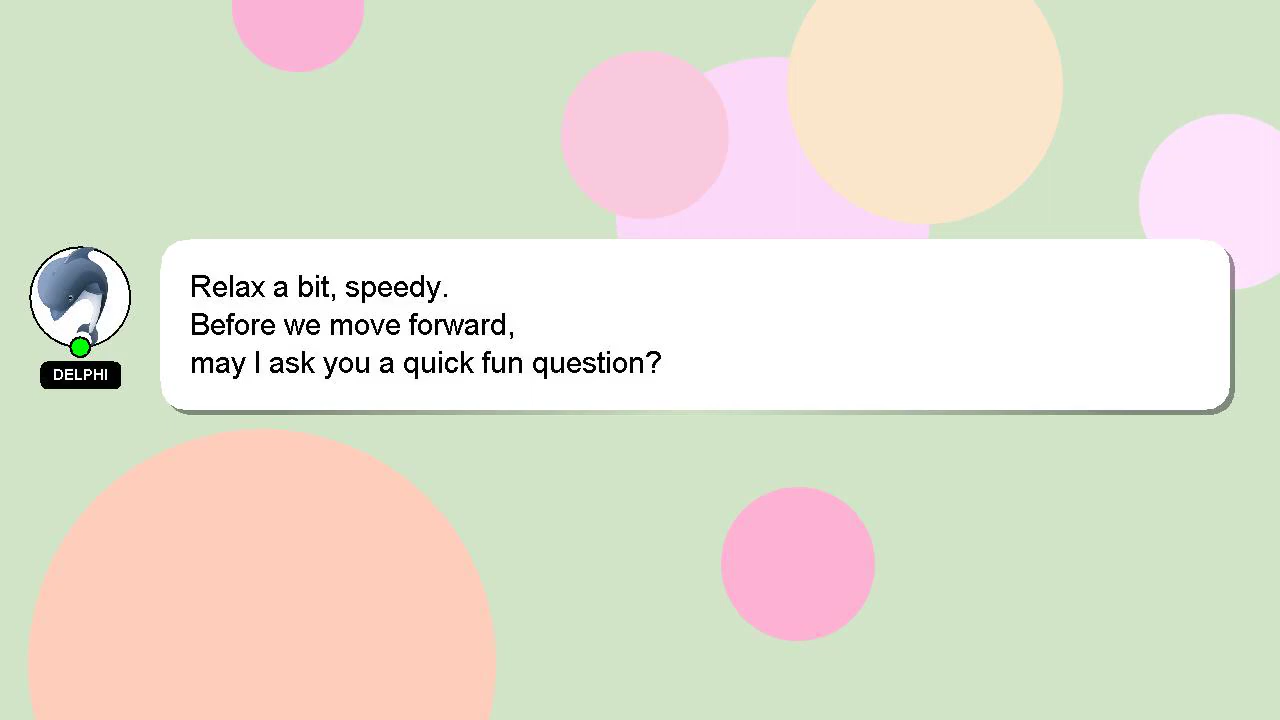 Relax a bit, speedy.
Before we move forward,
may I ask you a quick fun question?
DELPHI